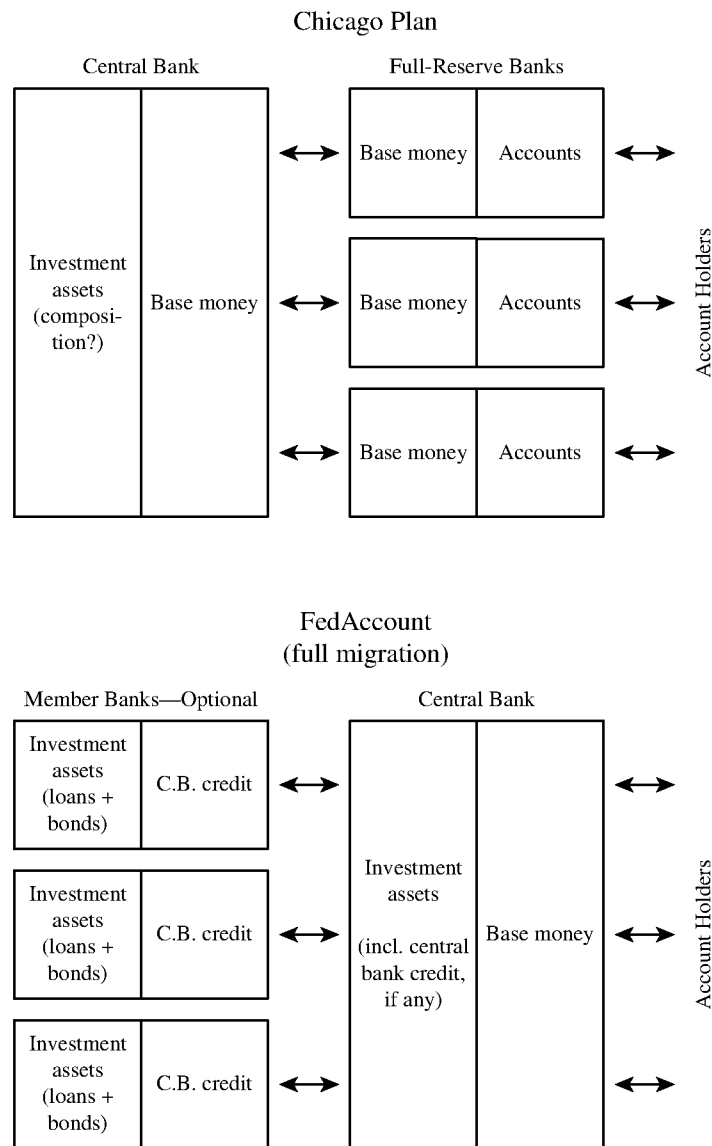 Chicago Plan
Central Bank
Full-Reserve Banks
Investment
assets
(composi-
tion?)
Base money
Base money
Accounts
Base money
Accounts
Base money
Accounts
Account Holders
FedAccount
(full migration)
Member Banks—Optional
Central Bank
Investment
assets
(loans +
bonds)
C.B. credit
Investment
assets
(loans +
bonds)
C.B. credit
Investment
assets
(loans +
bonds)
C.B. credit
Investment
assets
(incl. central
bank credit,
if any)
Base money
Account Holders